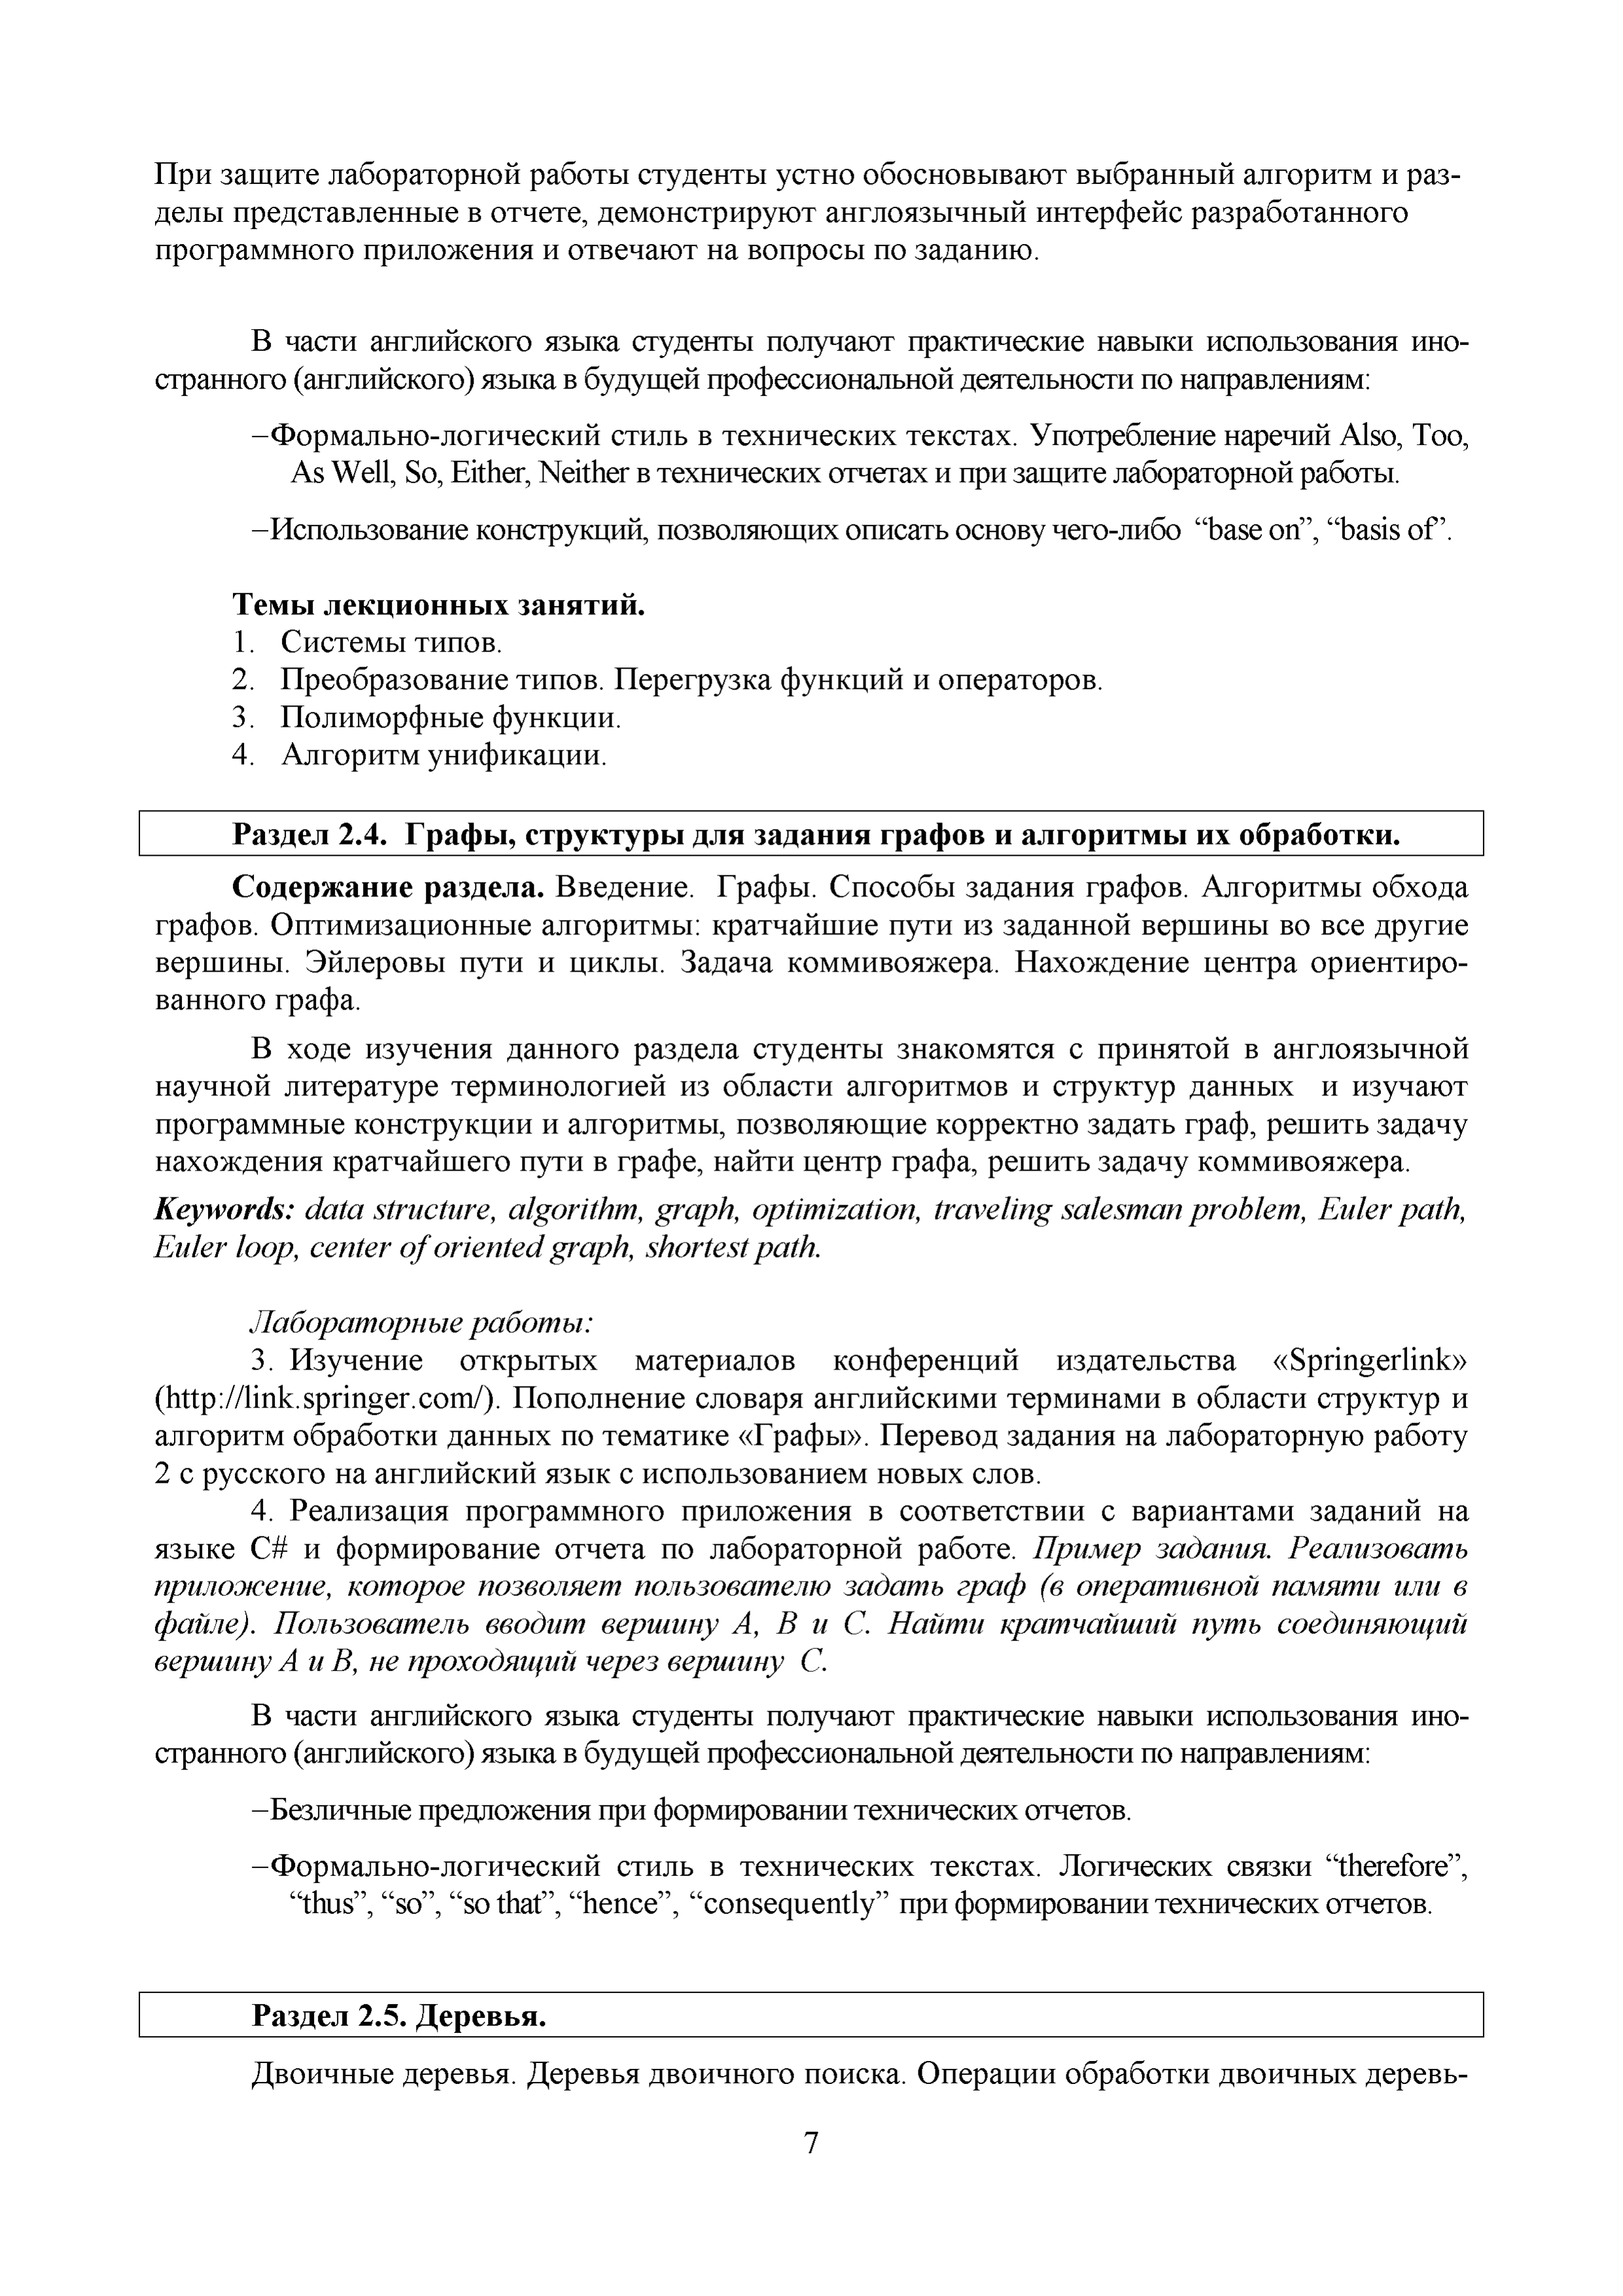 При защите лабораторной работы студенты устно обосновывают выбранный алгоритм и раз-
делы представленные в отчете, демонстрируют англоязычный интерфейс разработанного
программного приложения и отвечают на вопросы по заданию.
В части английского языка студенты получают практические навыки использования ино-
странного (английского) языка в будущей профессиональной деятельности по направлениям:
–Формально-логический стиль в технических текстах. Употребление наречий Also, Too,
As Well, So, Either, Neither в технических отчетах и при защите лабораторной работы.
–Использование конструкций, позволяющих описать основу чего-либо “base on”, “basis of”.
Темы лекционных занятий.
1. Системы типов.
2. Преобразование типов. Перегрузка функций и операторов.
3. Полиморфные функции.
4. Алгоритм унификации.
Раздел 2.4. Графы, структуры для задания графов и алгоритмы их обработки.
Содержание раздела. Введение. Графы. Способы задания графов. Алгоритмы обхода
графов. Оптимизационные алгоритмы: кратчайшие пути из заданной вершины во все другие
вершины. Эйлеровы пути и циклы. Задача коммивояжера. Нахождение центра ориентиро-
ванного графа.
В ходе изучения данного раздела студенты знакомятся с принятой в англоязычной
научной литературе терминологией из области алгоритмов и структур данных и изучают
программные конструкции и алгоритмы, позволяющие корректно задать граф, решить задачу
нахождения кратчайшего пути в графе, найти центр графа, решить задачу коммивояжера.
Keywords: data structure, algorithm, graph, optimization, traveling salesman problem, Euler path,
Euler loop, center of oriented graph, shortest path.
Лабораторные работы:
3. Изучение открытых материалов конференций издательства «Springerlink»
(http://link.springer.com/). Пополнение словаря английскими терминами в области структур и
алгоритм обработки данных по тематике «Графы». Перевод задания на лабораторную работу
2 с русского на английский язык с использованием новых слов.
4. Реализация программного приложения в соответствии с вариантами заданий на
языке C# и формирование отчета по лабораторной работе. Пример задания. Реализовать
приложение, которое позволяет пользователю задать граф (в оперативной памяти или в
файле). Пользователь вводит вершину А, В и С. Найти кратчайший путь соединяющий
вершину А и В, не проходящий через вершину С.
В части английского языка студенты получают практические навыки использования ино-
странного (английского) языка в будущей профессиональной деятельности по направлениям:
–Безличные предложения при формировании технических отчетов.
–Формально-логический стиль в технических текстах. Логических связки “therefore”,
“thus”, “so”, “so that”, “hence”, “consequently” при формировании технических отчетов.
Раздел 2.5. Деревья.
Двоичные деревья. Деревья двоичного поиска. Операции обработки двоичных деревь-
7